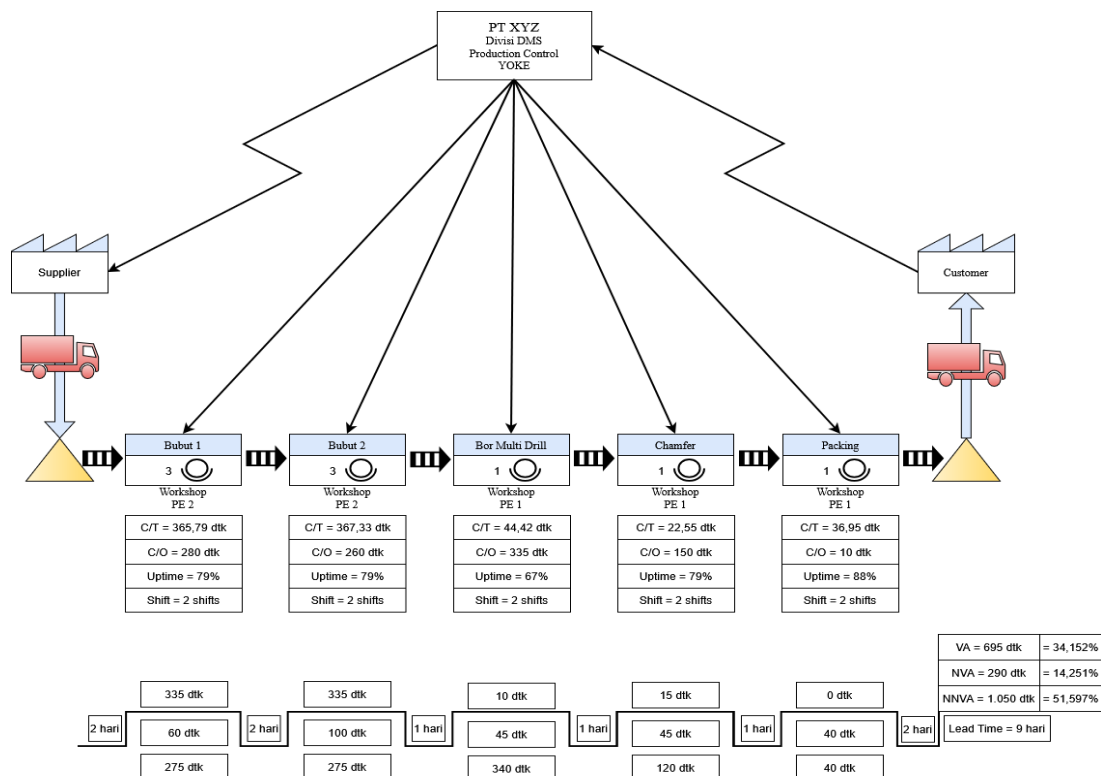 PT XYZ
Divisi DMS
Production Control
YOKE
Supplier
Customer
Bubut 1
3
Workshop
PE 2
Bubut 2
3
Workshop
PE 2
Bor Multi Drill
1
Workshop
PE 1
Chamfer
1
Workshop
PE 1
Packing
1
Workshop
PE 1
C/T = 365,79 dtk
C/O = 280 dtk
Uptime = 79%
Shift = 2 shifts
C/T = 367,33 dtk
C/O = 260 dtk
Uptime = 79%
Shift = 2 shifts
C/T = 44,42 dtk
C/O = 335 dtk
Uptime = 67%
Shift = 2 shifts
C/T = 22,55 dtk
C/O = 150 dtk
Uptime = 79%
Shift = 2 shifts
C/T = 36,95 dtk
C/O = 10 dtk
Uptime = 88%
Shift = 2 shifts
VA = 695 dtk = 34,152%
NVA = 290 dtk = 14,251%
NNVA = 1.050 dtk = 51,597%
Lead Time = 9 hari
2 hari
335 dtk
60 dtk
275 dtk
2 hari
335 dtk
100 dtk
275 dtk
1 hari
10 dtk
45 dtk
340 dtk
1 hari
15 dtk
45 dtk
120 dtk
1 hari
0 dtk
40 dtk
40 dtk
2 hari